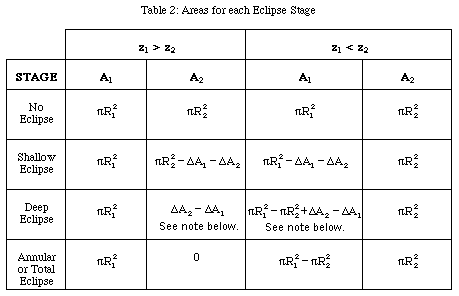 Table 2: Areas for each Eclipse Stage
z₁ > z₂ z₁ < z₂
STAGE A₁ A₂ A₁ A₂
No Eclipse πR₁² πR₂² πR₁² πR₂²
Shallow Eclipse πR₁² πR₂² − ΔA₁ − ΔA₂ πR₁² − ΔA₁ − ΔA₂ πR₂²
Deep Eclipse πR₁² ΔA₂ − ΔA₁ See note below. πR₁² − πR₂² + ΔA₂ − ΔA₁ See note below. πR₂²
Annular or Total Eclipse πR₁² 0 πR₁² − πR₂² πR₂²